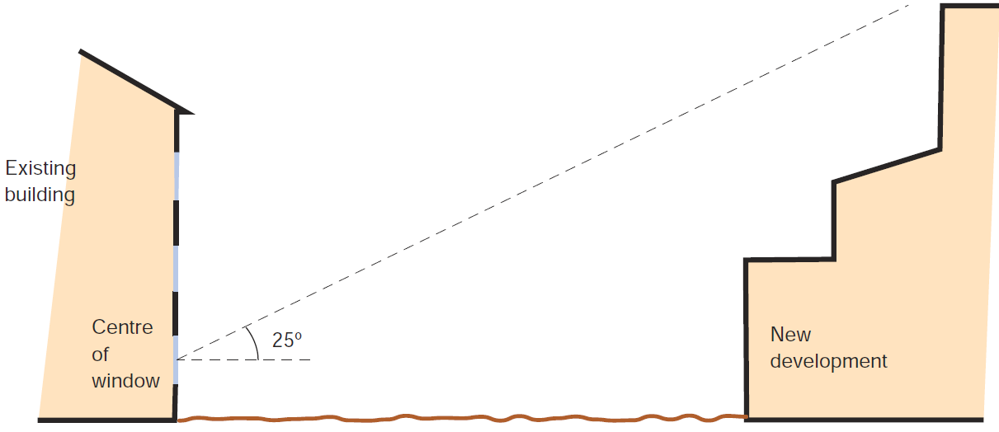 Existing
building
Centre
of
window
25º
New
development